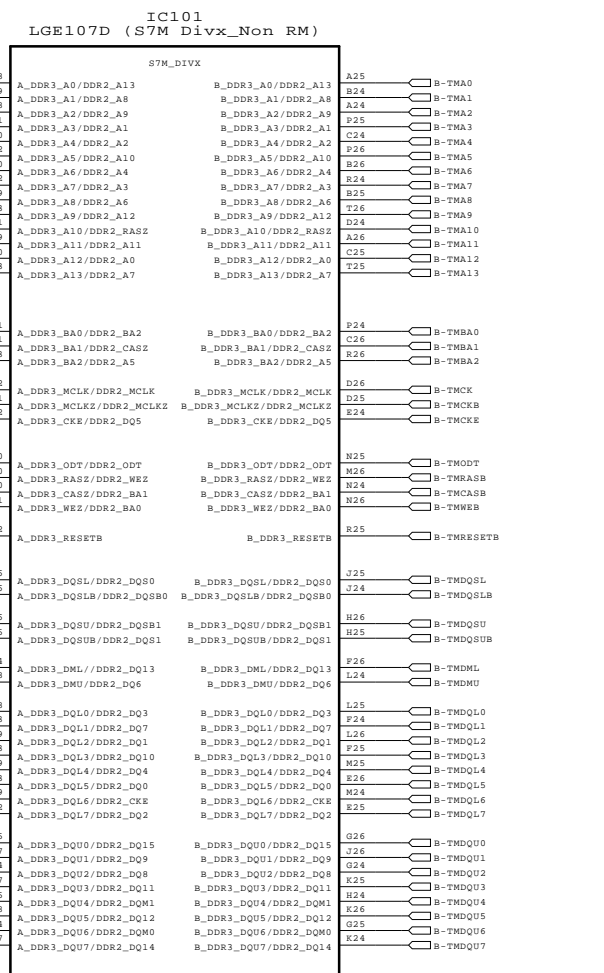 IC101
LGE107D (S7M Divx_Non RM)
S7M_DIVX
A_DDR3_A0/DDR2_A13 B_DDR3_A0/DDR2_A13 A25 B-TMA0
A_DDR3_A1/DDR2_A8 B_DDR3_A1/DDR2_A8 B24 B-TMA1
A_DDR3_A2/DDR2_A9 B_DDR3_A2/DDR2_A9 A24 B-TMA2
A_DDR3_A3/DDR2_A1 B_DDR3_A3/DDR2_A1 P25 B-TMA3
A_DDR3_A4/DDR2_A2 B_DDR3_A4/DDR2_A2 C24 B-TMA4
A_DDR3_A5/DDR2_A10 B_DDR3_A5/DDR2_A10 P26 B-TMA5
A_DDR3_A6/DDR2_A4 B_DDR3_A6/DDR2_A4 B26 B-TMA6
A_DDR3_A7/DDR2_A3 B_DDR3_A7/DDR2_A3 R24 B-TMA7
A_DDR3_A8/DDR2_A6 B_DDR3_A8/DDR2_A6 B25 B-TMA8
A_DDR3_A9/DDR2_A12 B_DDR3_A9/DDR2_A12 T26 B-TMA9
A_DDR3_A10/DDR2_RASZ B_DDR3_A10/DDR2_RASZ D24 B-TMA10
A_DDR3_A11/DDR2_A11 B_DDR3_A11/DDR2_A11 A26 B-TMA11
A_DDR3_A12/DDR2_A0 B_DDR3_A12/DDR2_A0 C25 B-TMA12
A_DDR3_A13/DDR2_A7 B_DDR3_A13/DDR2_A7 T25 B-TMA13
A_DDR3_BA0/DDR2_BA2 B_DDR3_BA0/DDR2_BA2 P24 B-TMBA0
A_DDR3_BA1/DDR2_CASZ B_DDR3_BA1/DDR2_CASZ C26 B-TMBA1
A_DDR3_BA2/DDR2_A5 B_DDR3_BA2/DDR2_A5 R26 B-TMBA2
A_DDR3_MCLK/DDR2_MCLK B_DDR3_MCLK/DDR2_MCLK D26 B-TMCK
A_DDR3_MCLKZ/DDR2_MCLKZ B_DDR3_MCLKZ/DDR2_MCLKZ D25 B-TMCKB
A_DDR3_CKE/DDR2_DQ5 B_DDR3_CKE/DDR2_DQ5 E24 B-TMCKE
A_DDR3_ODT/DDR2_ODT B_DDR3_ODT/DDR2_ODT N25 B-TMODT
A_DDR3_RASZ/DDR2_WEZ B_DDR3_RASZ/DDR2_WEZ M26 B-TMRASB
A_DDR3_CASZ/DDR2_BA1 B_DDR3_CASZ/DDR2_BA1 N24 B-TMCASB
A_DDR3_WEZ/DDR2_BA0 B_DDR3_WEZ/DDR2_BA0 N26 B-TMWEB
A_DDR3_RESETB B_DDR3_RESETB R25 B-TMRESETB
A_DDR3_DQSL/DDR2_DQS0 B_DDR3_DQSL/DDR2_DQS0 J25 B-TMDQSL
A_DDR3_DQSLB/DDR2_DQSB0 B_DDR3_DQSLB/DDR2_DQSB0 J24 B-TMDQSLB
A_DDR3_DQSU/DDR2_DQSB1 B_DDR3_DQSU/DDR2_DQSB1 H26 B-TMDQSU
A_DDR3_DQSUB/DDR2_DQS1 B_DDR3_DQSUB/DDR2_DQS1 H25 B-TMDQSUB
A_DDR3_DML//DDR2_DQ13 B_DDR3_DML/DDR2_DQ13 F26 B-TMDML
A_DDR3_DMU/DDR2_DQ6 B_DDR3_DMU/DDR2_DQ6 L24 B-TMDMU
A_DDR3_DQL0/DDR2_DQ3 B_DDR3_DQL0/DDR2_DQ3 L25 B-TMDQL0
A_DDR3_DQL1/DDR2_DQ7 B_DDR3_DQL1/DDR2_DQ7 F24 B-TMDQL1
A_DDR3_DQL2/DDR2_DQ1 B_DDR3_DQL2/DDR2_DQ1 L26 B-TMDQL2
A_DDR3_DQL3/DDR2_DQ10 B_DDR3_DQL3/DDR2_DQ10 F25 B-TMDQL3
A_DDR3_DQL4/DDR2_DQ4 B_DDR3_DQL4/DDR2_DQ4 M25 B-TMDQL4
A_DDR3_DQL5/DDR2_DQ0 B_DDR3_DQL5/DDR2_DQ0 E26 B-TMDQL5
A_DDR3_DQL6/DDR2_CKE B_DDR3_DQL6/DDR2_CKE M24 B-TMDQL6
A_DDR3_DQL7/DDR2_DQ2 B_DDR3_DQL7/DDR2_DQ2 E25 B-TMDQL7
A_DDR3_DQU0/DDR2_DQ15 B_DDR3_DQU0/DDR2_DQ15 G26 B-TMDQU0
A_DDR3_DQU1/DDR2_DQ9 B_DDR3_DQU1/DDR2_DQ9 J26 B-TMDQU1
A_DDR3_DQU2/DDR2_DQ8 B_DDR3_DQU2/DDR2_DQ8 G24 B-TMDQU2
A_DDR3_DQU3/DDR2_DQ11 B_DDR3_DQU3/DDR2_DQ11 K25 B-TMDQU3
A_DDR3_DQU4/DDR2_DQM1 B_DDR3_DQU4/DDR2_DQM1 H24 B-TMDQU4
A_DDR3_DQU5/DDR2_DQ12 B_DDR3_DQU5/DDR2_DQ12 K26 B-TMDQU5
A_DDR3_DQU6/DDR2_DQM0 B_DDR3_DQU6/DDR2_DQM0 G25 B-TMDQU6
A_DDR3_DQU7/DDR2_DQ14 B_DDR3_DQU7/DDR2_DQ14 K24 B-TMDQU7